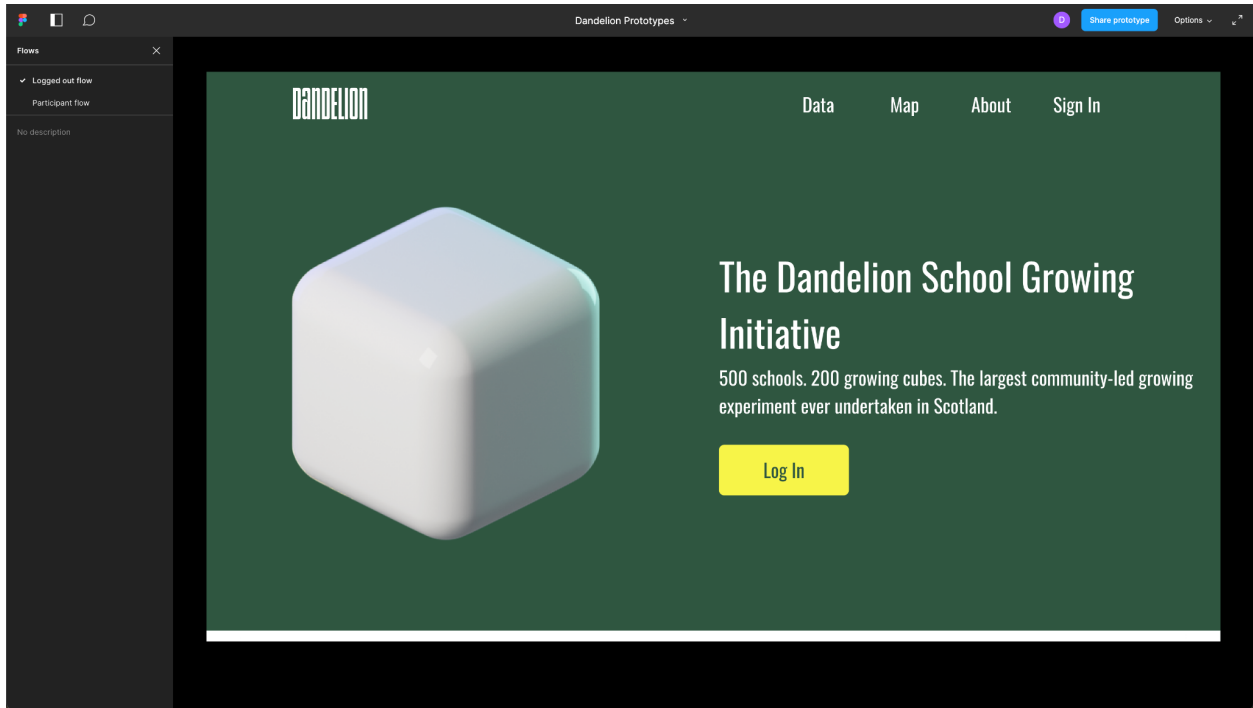 Dandelion Prototypes
D
Share prototype
Options
Flows
Logged out flow
Participant flow
No description
DANDELION
Data
Map
About
Sign In
The Dandelion School Growing
Initiative
500 schools. 200 growing cubes. The largest community-led growing
experiment ever undertaken in Scotland.
Log In